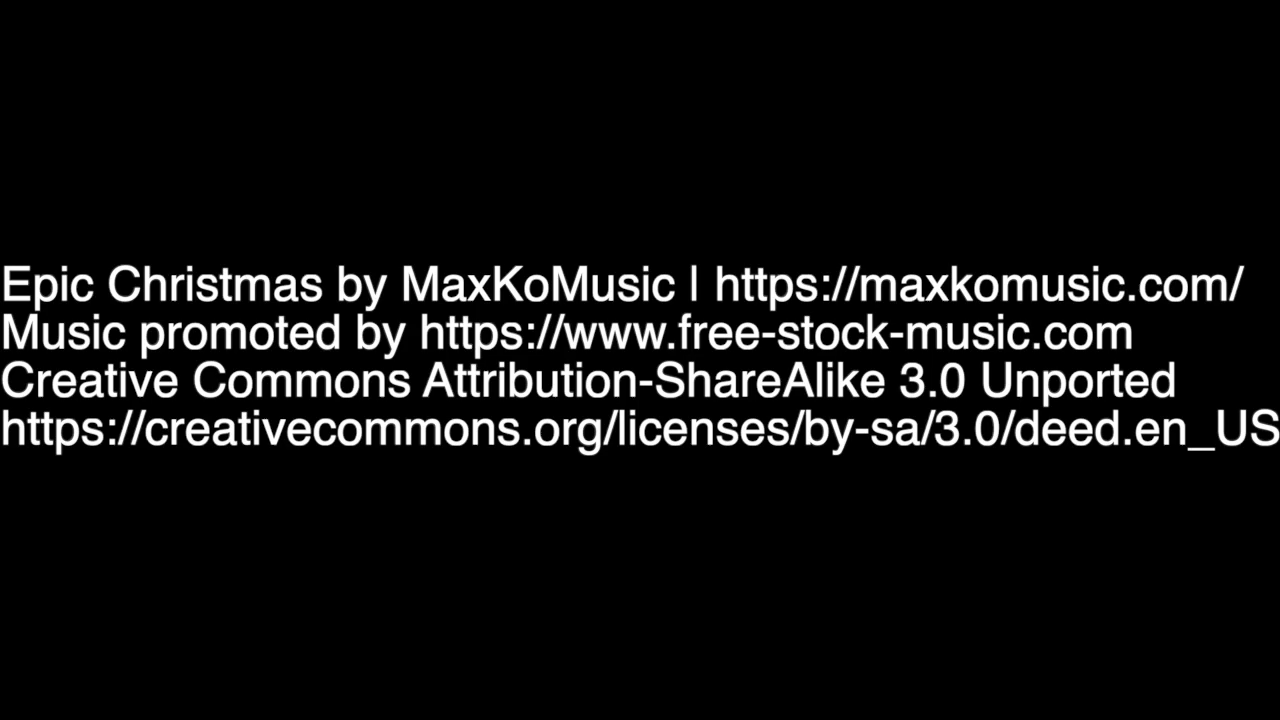 Epic Christmas by MaxKoMusic | https://maxkomusic.com/
Music promoted by https://www.free-stock-music.com
Creative Commons Attribution-ShareAlike 3.0 Unported
https://creativecommons.org/licenses/by-sa/3.0/deed.en_US